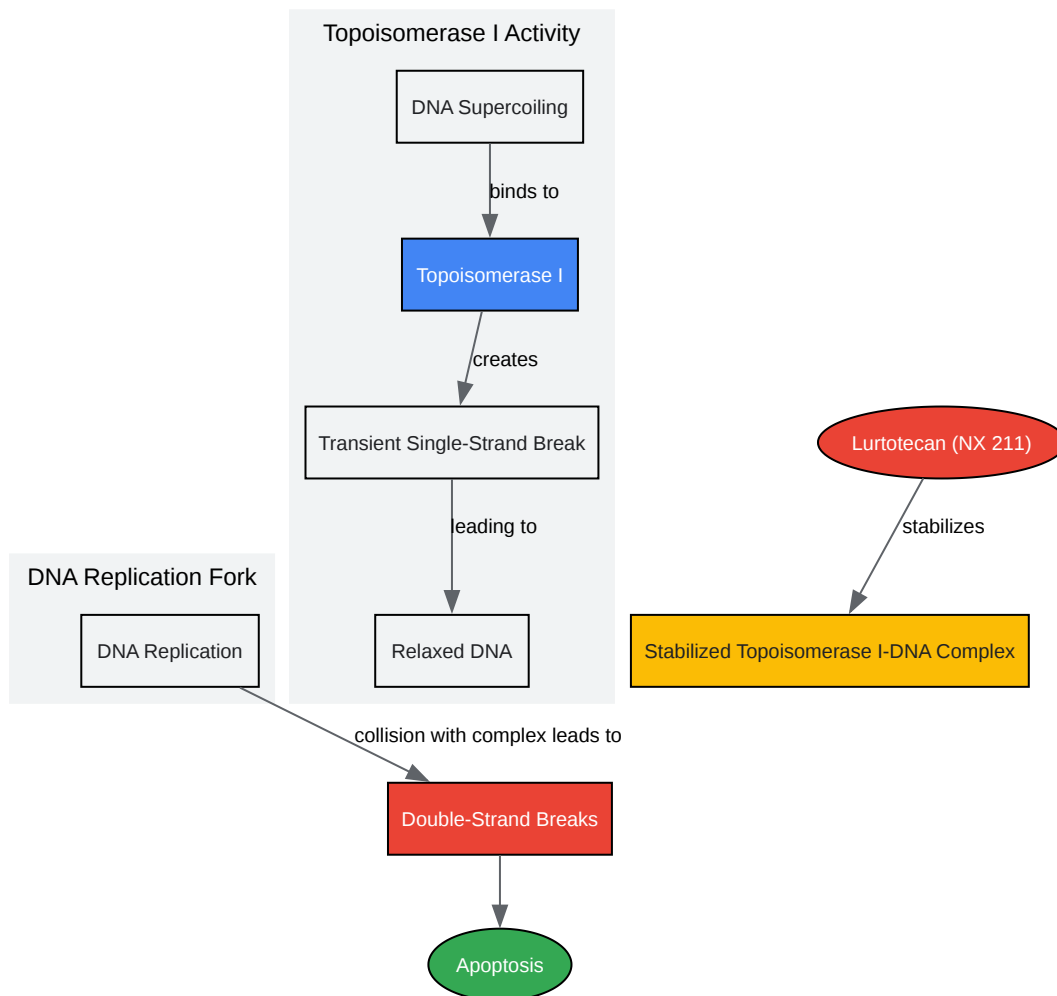 Topoisomerase I Activity
DNA Supercoiling
binds to
Topoisomerase I
creates
Transient Single-Strand Break
Lurtotecan (NX 211)
leading to
stabilizes
DNA Replication Fork
DNA Replication
Relaxed DNA
Stabilized Topoisomerase I-DNA Complex
collision with complex leads to
Double-Strand Breaks
Apoptosis